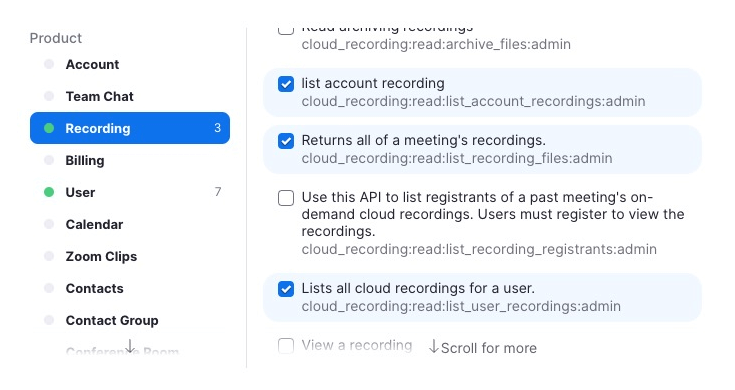 Product
Account
Team Chat
Recording 3
Billing
User 7
Calendar
Zoom Clips
Contacts
Contact Group
Conference Room
Read archiving recordings
cloud_recording:read:archive_files:admin
list account recording
cloud_recording:read:list_account_recordings:admin
Returns all of a meeting's recordings.
cloud_recording:read:list_recording_files:admin
Use this API to list registrants of a past meeting's on-
demand cloud recordings. Users must register to view the
recordings.
cloud_recording:read:list_recording_registrants:admin
Lists all cloud recordings for a user.
cloud_recording:read:list_user_recordings:admin
View a recording
↓Scroll for more